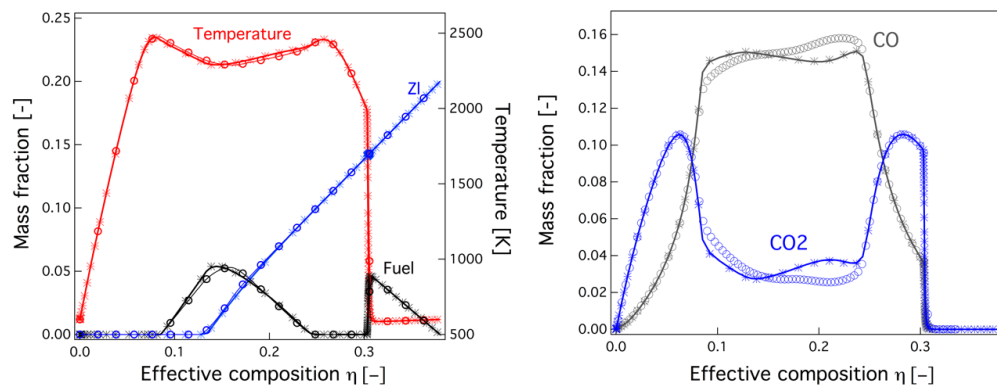 0.25
0.20
0.15
0.10
0.05
0.00
Mass fraction [-]
Temperature
ZI
Fuel
2500
2000
1500
1000
500
Temperature [K]
0.0 0.1 0.2 0.3
Effective composition η [-]
0.16
0.14
0.12
0.10
0.08
0.06
0.04
0.02
0.00
Mass fraction [-]
CO
CO2
0.0 0.1 0.2 0.3
Effective composition η [-]